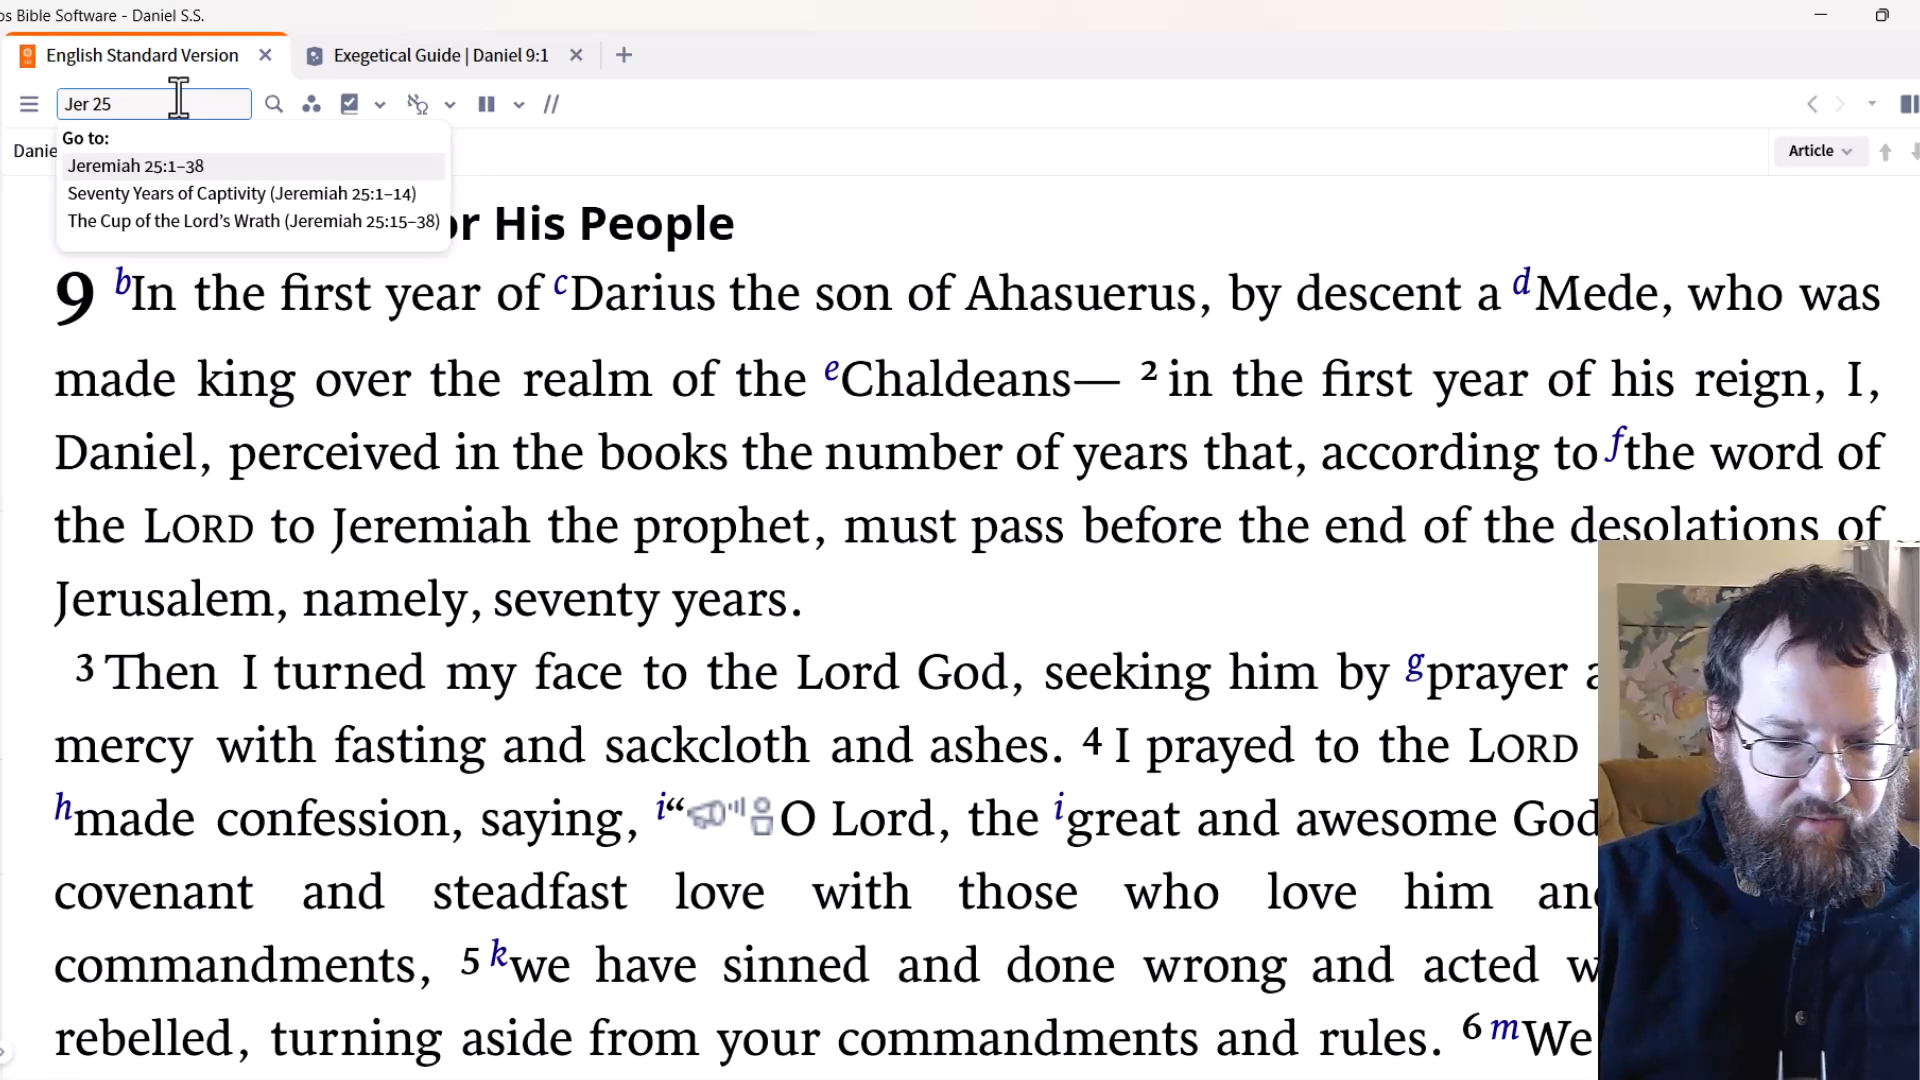 os Bible Software - Daniel S.S.
English Standard Version
Exegetical Guide | Daniel 9:1
Jer 25
Go to:
Jeremiah 25:1–38
Seventy Years of Captivity (Jeremiah 25:1–14)
The Cup of the Lord’s Wrath (Jeremiah 25:15–38)
Danie
Article
or His People
9 bIn the first year of cDarius the son of Ahasuerus, by descent a dMede, who was
made king over the realm of the eChaldeans— 2 in the first year of his reign, I,
Daniel, perceived in the books the number of years that, according to fthe word of
the LORD to Jeremiah the prophet, must pass before the end of the desolations of
Jerusalem, namely, seventy years.
3 Then I turned my face to the Lord God, seeking him by gprayer a
mercy with fasting and sackcloth and ashes. 4 I prayed to the LORD
hmade confession, saying, i“O Lord, the igreat and awesome God
covenant and steadfast love with those who love him and
commandments, 5 kwe have sinned and done wrong and acted w
rebelled, turning aside from your commandments and rules. 6 mWe